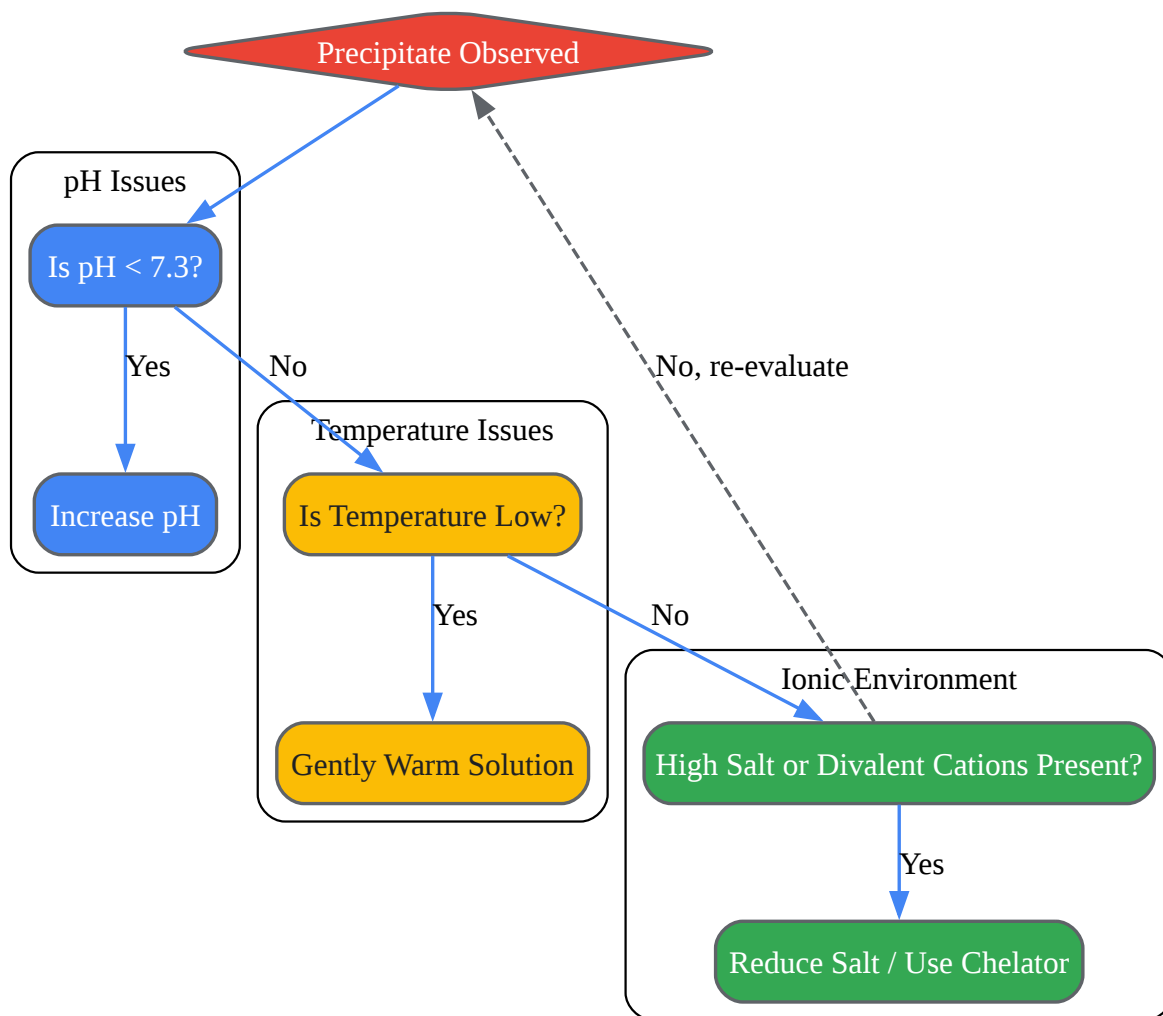 Precipitate Observed
pH Issues
Is pH < 7.3?
Yes
No
No, re-evaluate
Increase pH
Temperature Issues
Is Temperature Low?
Yes
No
Gently Warm Solution
Ionic Environment
High Salt or Divalent Cations Present?
Yes
Reduce Salt / Use Chelator